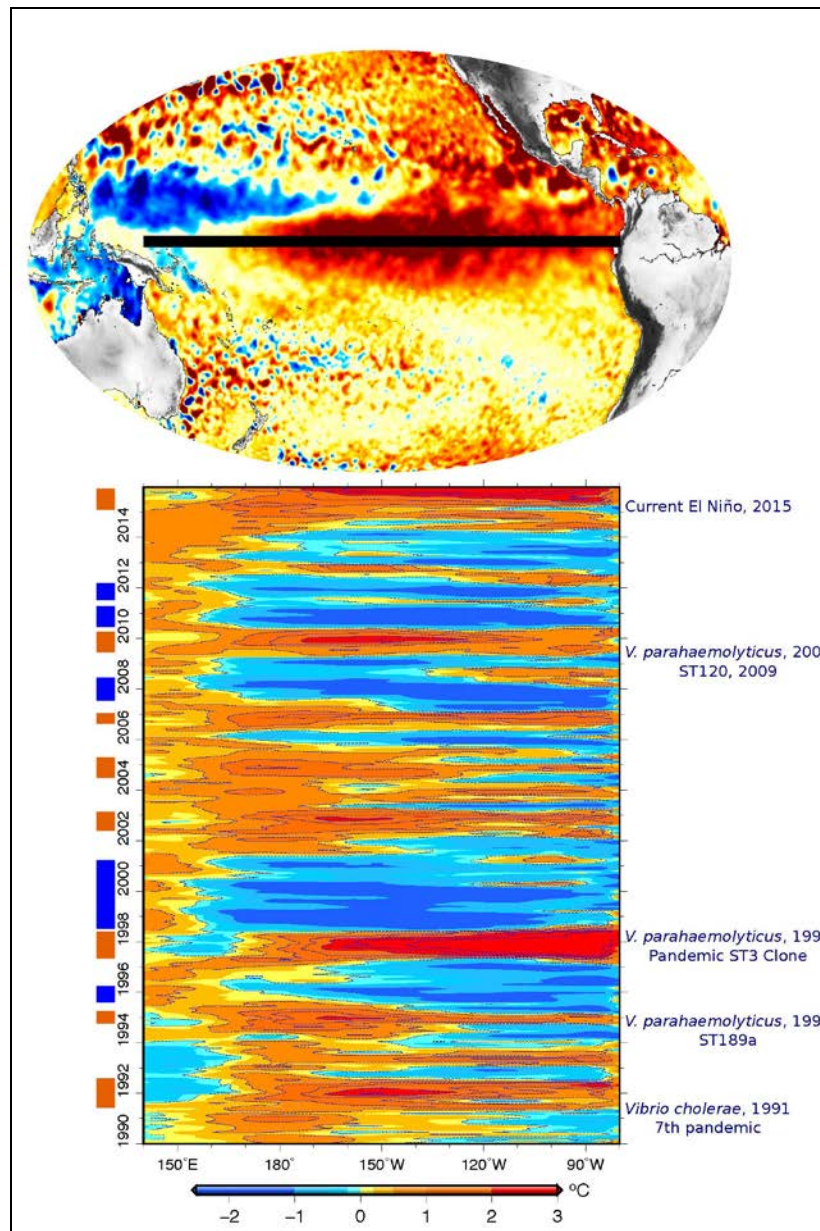 Current El Niño, 2015
V. parahaemolyticus, 200
ST120, 2009
V. parahaemolyticus, 199
Pandemic ST3 Clone
V. parahaemolyticus, 199
ST189a
Vibrio cholerae, 1991
7th pandemic
2014
2012
2010
2008
2006
2004
2002
2000
1998
1996
1994
1992
1990
150°E 180° 150°W 120°W 90°W
−2 −1 0 1 2 3 ºC